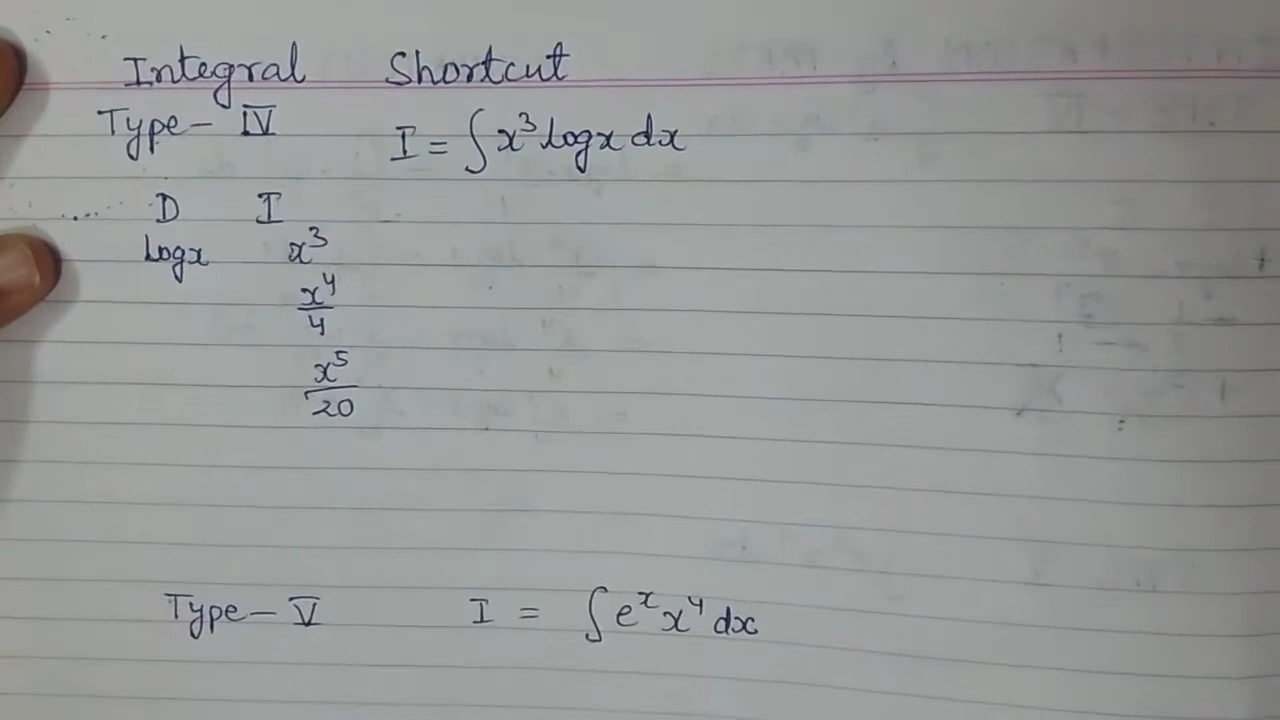 Integral Shortcut
Type - IV I = ∫x³ logx dx
D I
logx x³
x⁴/4
x⁵/20
Type - V I = ∫eˣ x⁴ dx